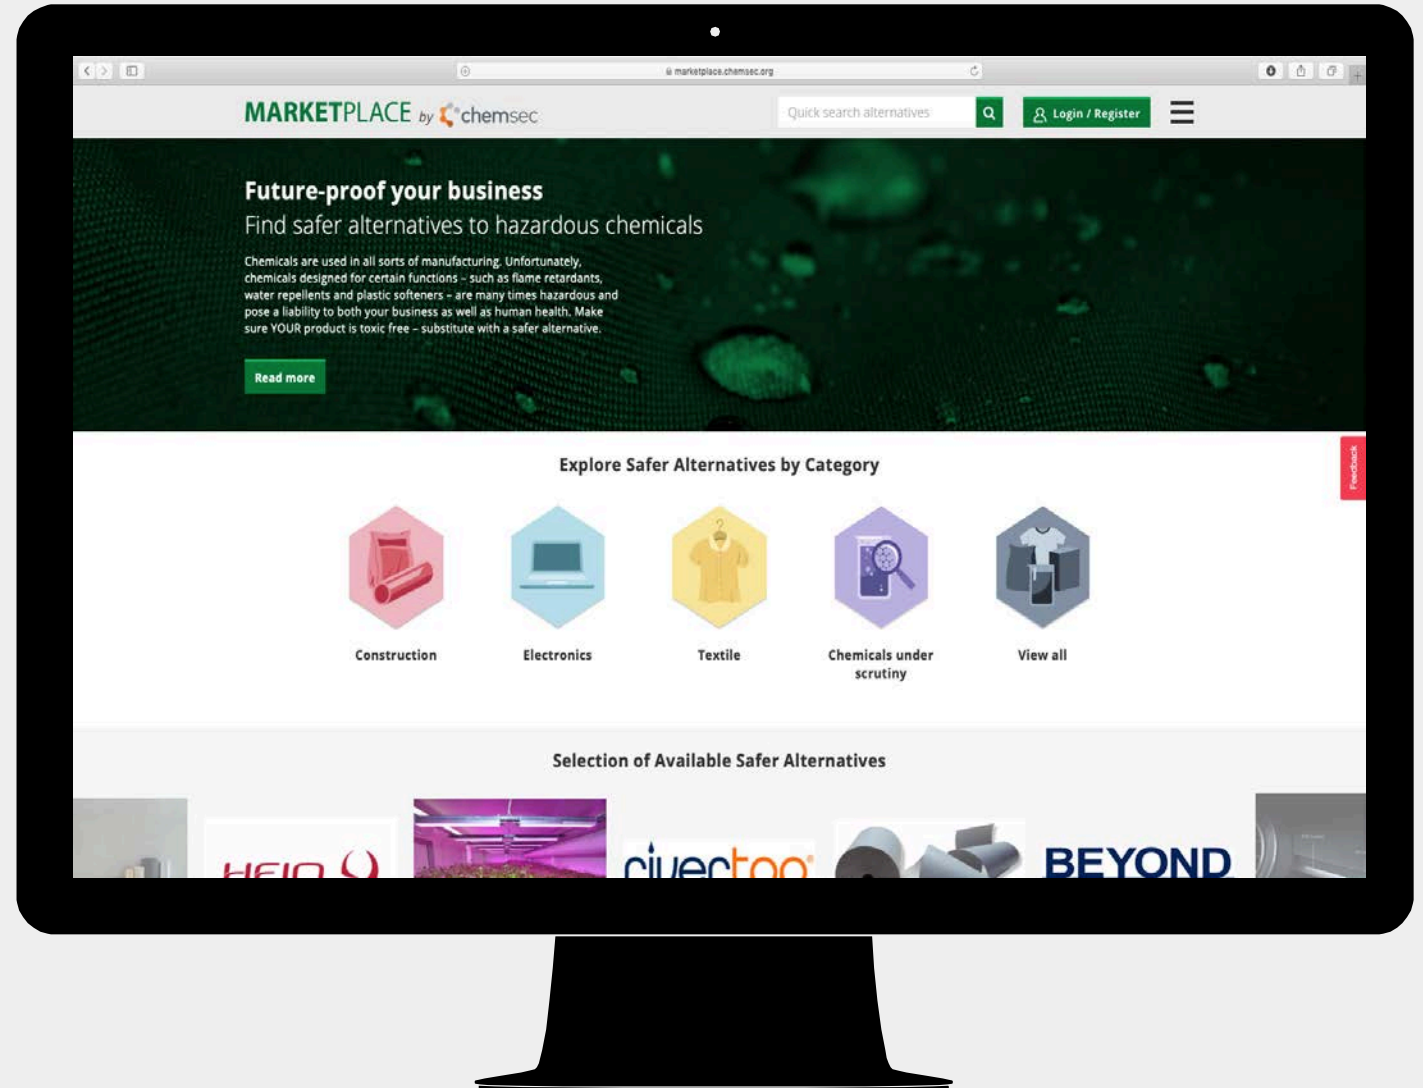 marketplace.chemsec.org
MARKETPLACE by chemsec
Quick search alternatives
Login / Register
Future-proof your business
Find safer alternatives to hazardous chemicals
Chemicals are used in all sorts of manufacturing. Unfortunately,
chemicals designed for certain functions – such as flame retardants,
water repellents and plastic softeners – are many times hazardous and
pose a liability to both your business as well as human health. Make
sure YOUR product is toxic free – substitute with a safer alternative.
Read more
Feedback
Explore Safer Alternatives by Category
Construction
Electronics
Textile
Chemicals under
scrutiny
View all
Selection of Available Safer Alternatives
rivertop
BEYOND